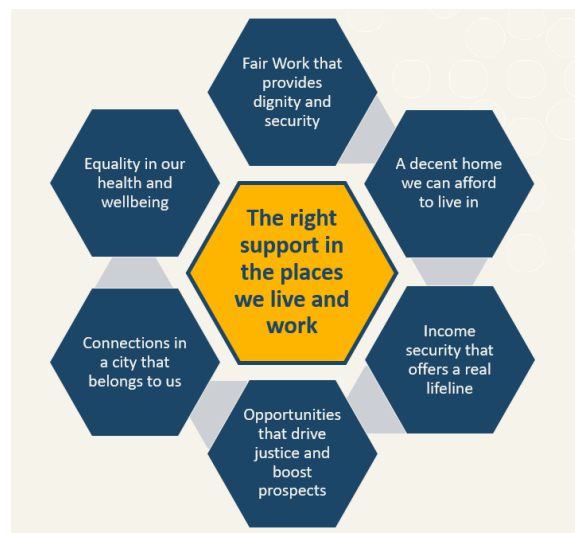 Fair Work that
provides
dignity and
security
A decent home
we can afford
to live in
Income
security that
offers a real
lifeline
Opportunities
that drive
justice and
boost
prospects
Connections in
a city that
belongs to us
Equality in our
health and
wellbeing
The right
support in
the places
we live and
work